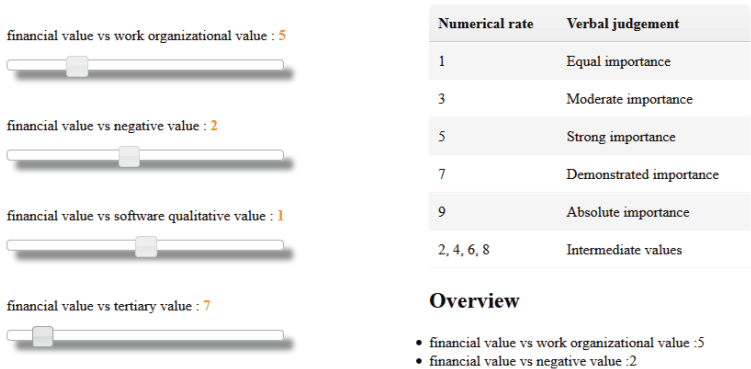 financial value vs work organizational value : 5
financial value vs negative value : 2
financial value vs software qualitative value : 1
financial value vs tertiary value : 7
Numerical rate Verbal judgement
1 Equal importance
3 Moderate importance
5 Strong importance
7 Demonstrated importance
9 Absolute importance
2, 4, 6, 8 Intermediate values
Overview
• financial value vs work organizational value :5
• financial value vs negative value :2